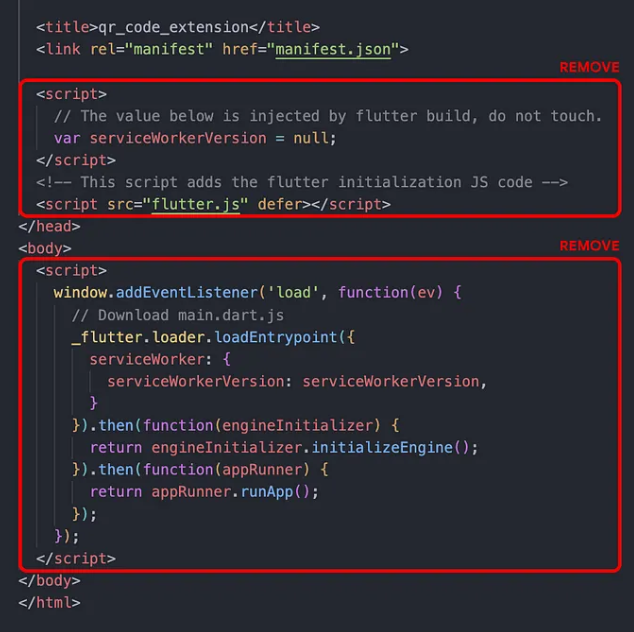 <title>qr_code_extension</title>
<link rel="manifest" href="manifest.json">
REMOVE
<script>
// The value below is injected by flutter build, do not touch.
var serviceWorkerVersion = null;
</script>
<!-- This script adds the flutter initialization JS code -->
<script src="flutter.js" defer></script>
</head>
<body>
REMOVE
<script>
window.addEventListener('load', function(ev) {
// Download main.dart.js
_flutter.loader.loadEntrypoint({
serviceWorker: {
serviceWorkerVersion: serviceWorkerVersion,
}
}).then(function(engineInitializer) {
return engineInitializer.initializeEngine();
}).then(function(appRunner) {
return appRunner.runApp();
});
});
</script>
</body>
</html>